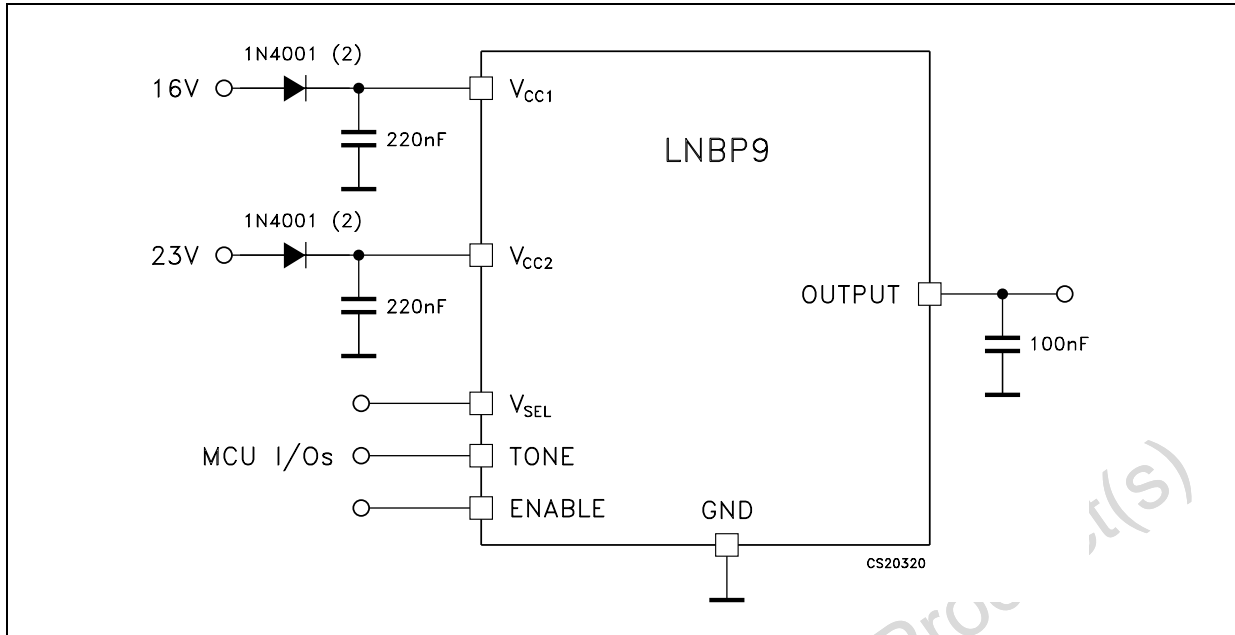 1N4001 (2)
16V
V_CC1
220nF
LNBP9
1N4001 (2)
23V
V_CC2
220nF
OUTPUT
100nF
V_SEL
MCU I/Os
TONE
ENABLE
GND
CS20320